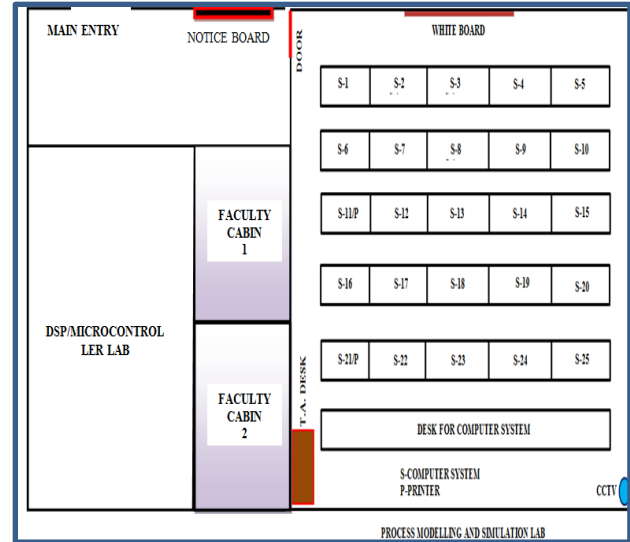 MAIN ENTRY
NOTICE BOARD
DOOR
WHITE BOARD
S-1 S-2 S-3 S-4 S-5
S-6 S-7 S-8 S-9 S-10
S-11/P S-12 S-13 S-14 S-15
S-16 S-17 S-18 S-19 S-20
S-21/P S-22 S-23 S-24 S-25
FACULTY
CABIN
1
DSP/MICROCONTROL
LER LAB
FACULTY
CABIN
2
T.A. DESK
DESK FOR COMPUTER SYSTEM
S-COMPUTER SYSTEM
P-PRINTER
CCTV
PROCESS MODELLING AND SIMULATION LAB